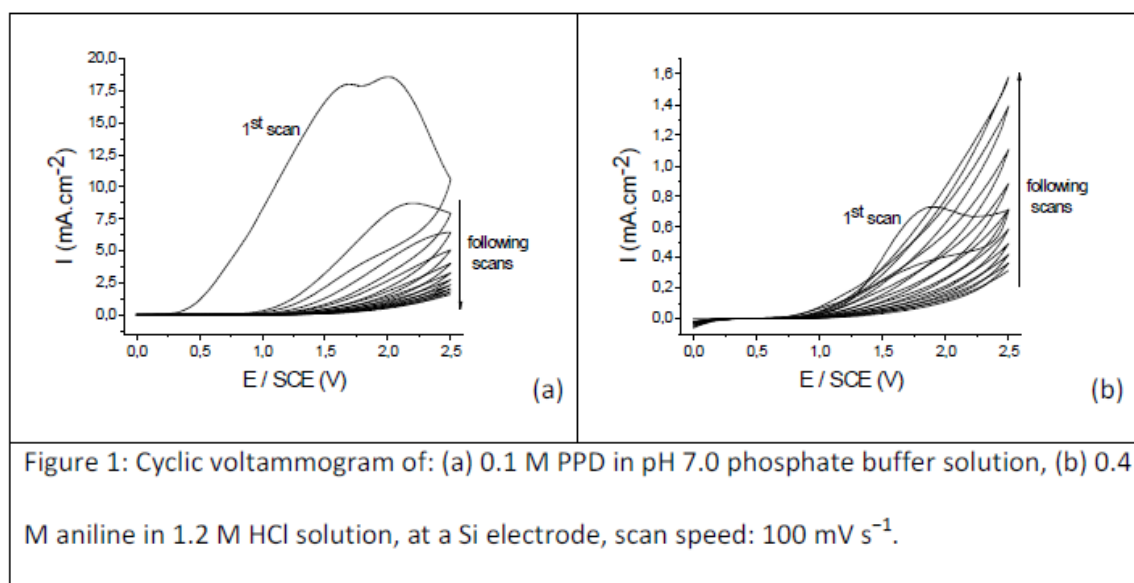 20,0
17,5
15,0
12,5
10,0
7,5
5,0
2,5
0,0
I (mA.cm⁻²)
1st scan
following
scans
0,0 0,5 1,0 1,5 2,0 2,5
E / SCE (V)
(a)
1,6
1,4
1,2
1,0
0,8
0,6
0,4
0,2
0,0
I (mA.cm⁻²)
1st scan
following
scans
0,0 0,5 1,0 1,5 2,0 2,5
E / SCE (V)
(b)
Figure 1: Cyclic voltammogram of: (a) 0.1 M PPD in pH 7.0 phosphate buffer solution, (b) 0.4
M aniline in 1.2 M HCl solution, at a Si electrode, scan speed: 100 mV s⁻¹.